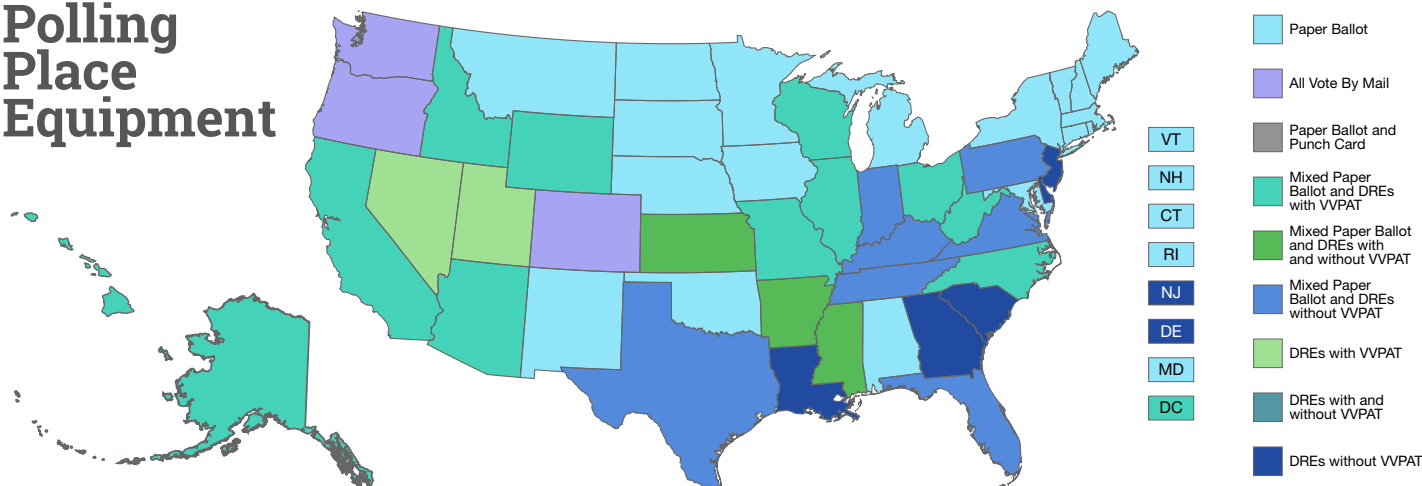 Polling
Place
Equipment
VT
NH
CT
RI
NJ
DE
MD
DC
Paper Ballot
All Vote By Mail
Paper Ballot and
Punch Card
Mixed Paper
Ballot and DREs
with VVPAT
Mixed Paper Ballot
and DREs with
and without VVPAT
Mixed Paper
Ballot and DREs
without VVPAT
DREs with VVPAT
DREs with and
without VVPAT
DREs without VVPAT